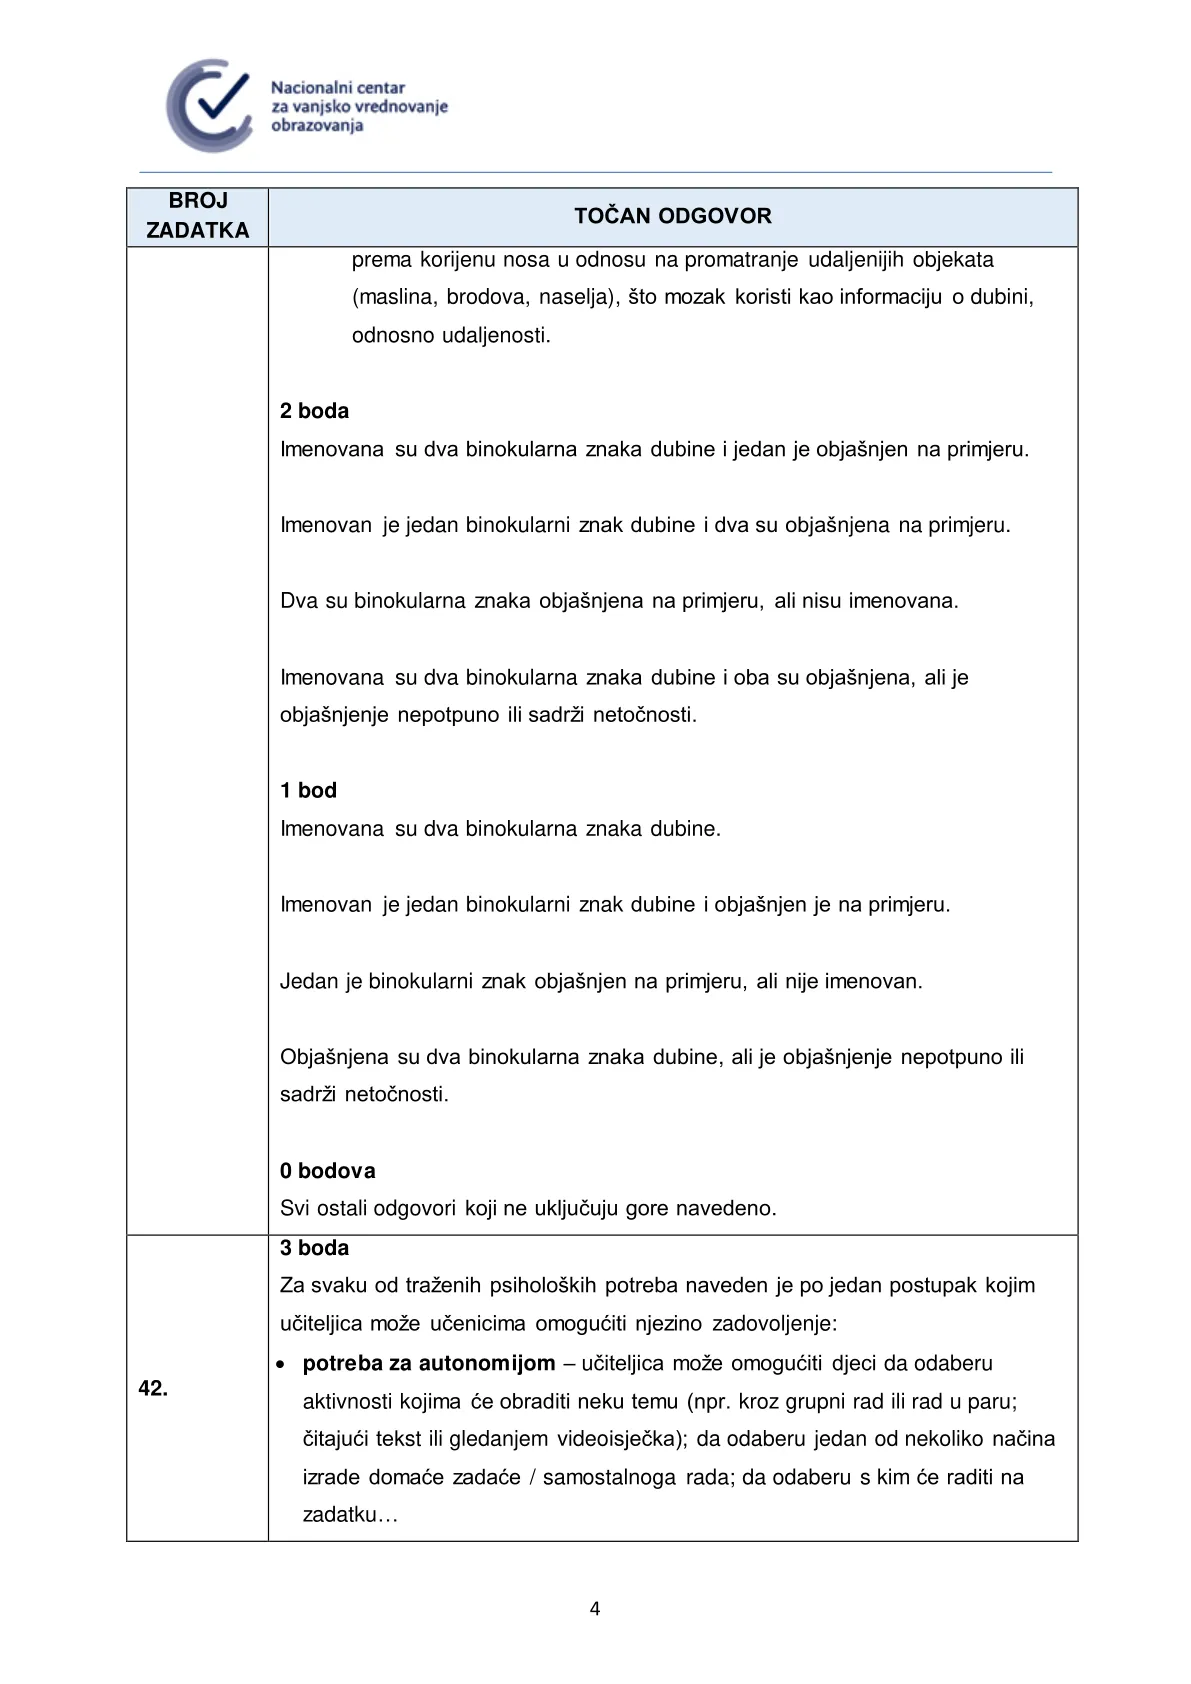 Nacionalni centar
za vanjsko vrednovanje
obrazovanja
BROJ
ZADATKA
TOČAN ODGOVOR
prema korijenu nosa u odnosu na promatranje udaljenijih objekata
(maslina, brodova, naselja), što mozak koristi kao informaciju o dubini,
odnosno udaljenosti.
2 boda
Imenovana su dva binokularna znaka dubine i jedan je objašnjen na primjeru.
Imenovan je jedan binokularni znak dubine i dva su objašnjena na primjeru.
Dva su binokularna znaka objašnjena na primjeru, ali nisu imenovana.
Imenovana su dva binokularna znaka dubine i oba su objašnjena, ali je
objašnjenje nepotpuno ili sadrži netočnosti.
1 bod
Imenovana su dva binokularna znaka dubine.
Imenovan je jedan binokularni znak dubine i objašnjen je na primjeru.
Jedan je binokularni znak objašnjen na primjeru, ali nije imenovan.
Objašnjena su dva binokularna znaka dubine, ali je objašnjenje nepotpuno ili
sadrži netočnosti.
0 bodova
Svi ostali odgovori koji ne uključuju gore navedeno.
42.
3 boda
Za svaku od traženih psiholoških potreba naveden je po jedan postupak kojim
učiteljica može učenicima omogućiti njezino zadovoljenje:
• potreba za autonomijom – učiteljica može omogućiti djeci da odaberu
aktivnosti kojima će obraditi neku temu (npr. kroz grupni rad ili rad u paru;
čitajući tekst ili gledanjem videoisječka); da odaberu jedan od nekoliko načina
izrade domaće zadaće / samostalnoga rada; da odaberu s kim će raditi na
zadatku…
4